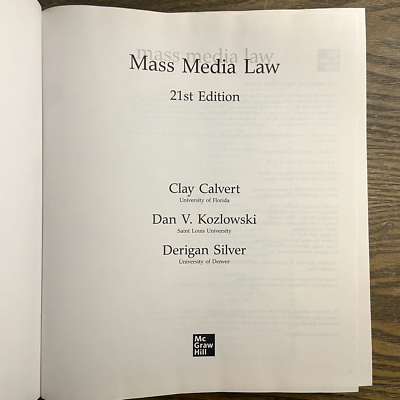 Mass Media Law
21st Edition
Clay Calvert
University of Florida
Dan V. Kozlowski
Saint Louis University
Derigan Silver
University of Denver
Mc
Graw
Hill